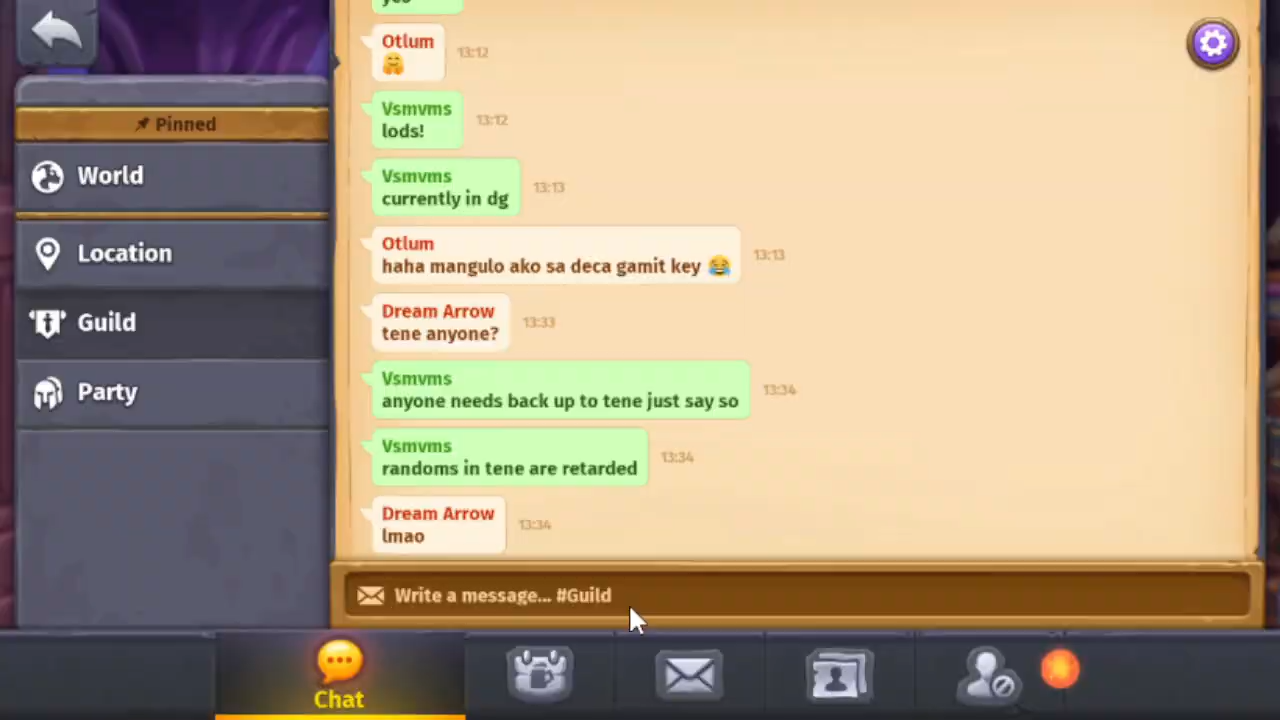 Otlum 13:12
🤗
Vsmvms
lods! 13:12
Vsmvms
currently in dg 13:13
Otlum
haha mangulo ako sa deca gamit key 😂 13:13
Dream Arrow
tene anyone? 13:33
Vsmvms
anyone needs back up to tene just say so 13:34
Vsmvms
randoms in tene are retarded 13:34
Dream Arrow
lmao 13:34
Write a message... #Guild
Pinned
World
Location
Guild
Party
Chat